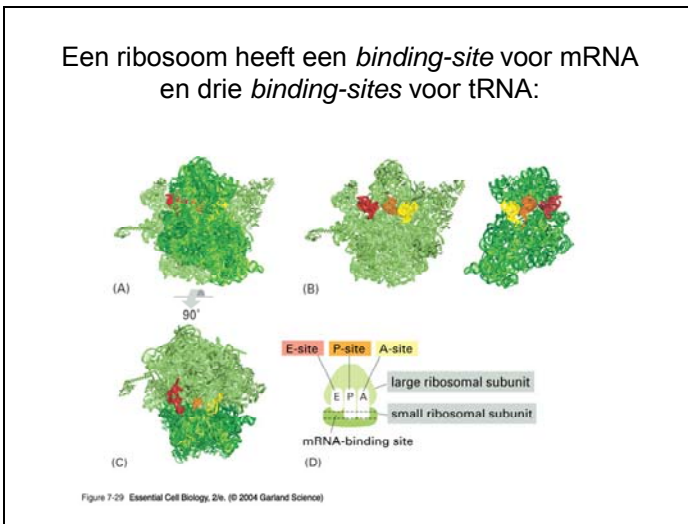 Een ribosoom heeft een binding-site voor mRNA
en drie binding-sites voor tRNA:
(A)
(B)
90°
E-site P-site A-site
large ribosomal subunit
E P A
small ribosomal subunit
mRNA-binding site
(C)
(D)
Figure 7-29 Essential Cell Biology, 2/e. (© 2004 Garland Science)